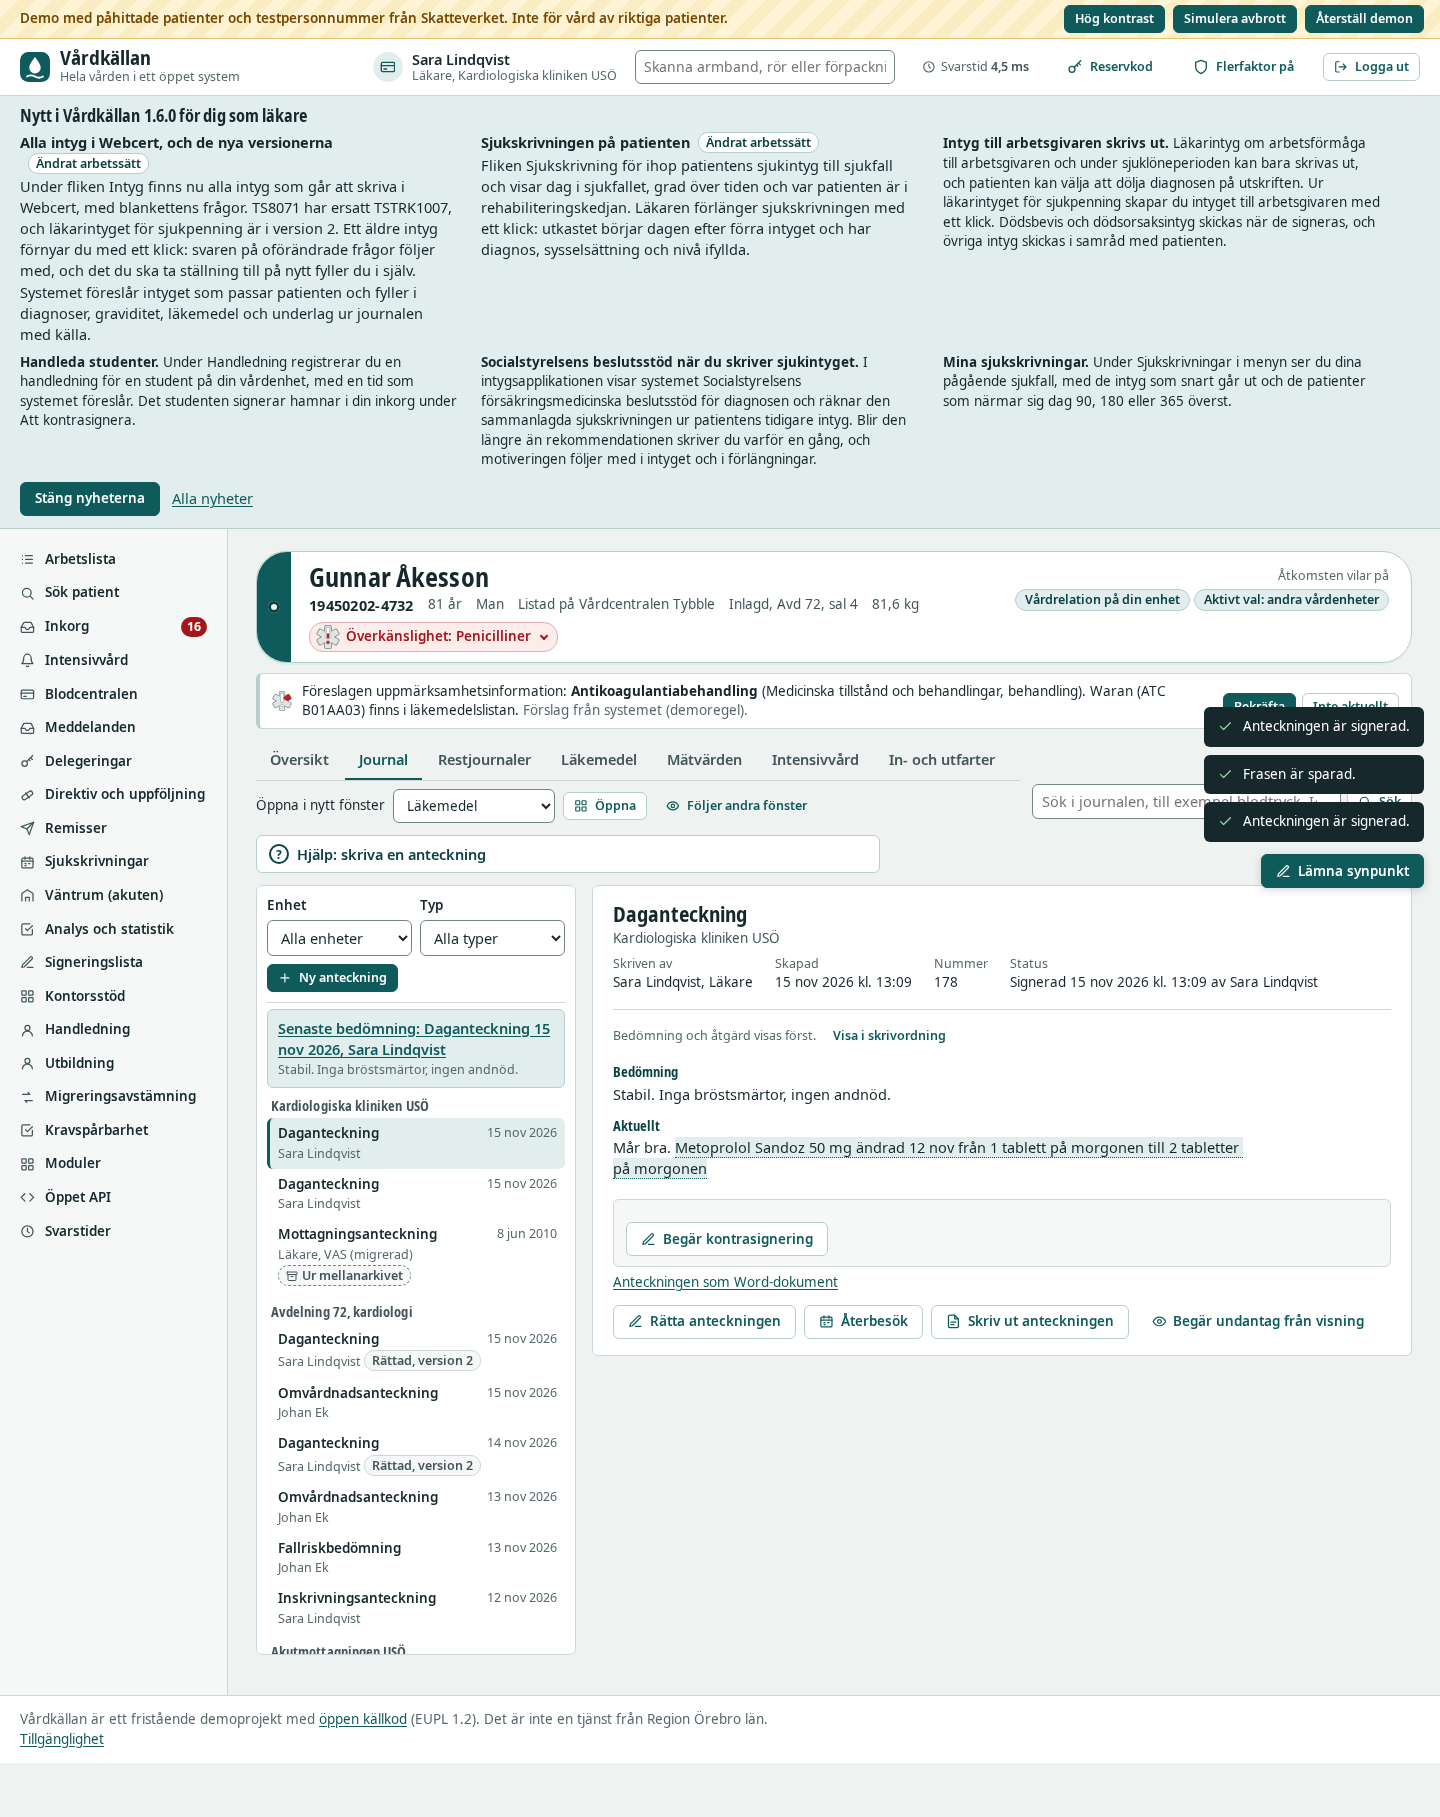 Demo med påhittade patienter och testpersonnummer från Skatteverket. Inte för vård av riktiga patienter.
Hög kontrast
Simulera avbrott
Återställ demon
Vårdkällan
Hela vården i ett öppet system
Sara Lindqvist
Läkare, Kardiologiska kliniken USÖ
Skanna armband, rör eller förpackni
Svarstid 4,5 ms
Reservkod
Flerfaktor på
Logga ut
Nytt i Vårdkällan 1.6.0 för dig som läkare
Alla intyg i Webcert, och de nya versionerna
Ändrat arbetssätt
Under fliken Intyg finns nu alla intyg som går att skriva i
Webcert, med blankettens frågor. TS8071 har ersatt TSTRK1007,
och läkarintyget för sjukpenning är i version 2. Ett äldre intyg
förnyar du med ett klick: svaren på oförändrade frågor följer
med, och det du ska ta ställning till på nytt fyller du i själv.
Systemet föreslår intyget som passar patienten och fyller i
diagnoser, graviditet, läkemedel och underlag ur journalen
med källa.
Sjukskrivningen på patienten
Ändrat arbetssätt
Fliken Sjukskrivning för ihop patientens sjukintyg till sjukfall
och visar dag i sjukfallet, grad över tiden och var patienten är i
rehabiliteringskedjan. Läkaren förlänger sjukskrivningen med
ett klick: utkastet börjar dagen efter förra intyget och har
diagnos, sysselsättning och nivå ifyllda.
Intyg till arbetsgivaren skrivs ut. Läkarintyg om arbetsförmåga
till arbetsgivaren och under sjuklöneperioden kan bara skrivas ut,
och patienten kan välja att dölja diagnosen på utskriften. Ur
läkarintyget för sjukpenning skapar du intyget till arbetsgivaren med
ett klick. Dödsbevis och dödsorsaksintyg skickas när de signeras, och
övriga intyg skickas i samråd med patienten.
Handleda studenter. Under Handledning registrerar du en
handledning för en student på din vårdenhet, med en tid som
systemet föreslår. Det studenten signerar hamnar i din inkorg under
Att kontrasignera.
Socialstyrelsens beslutsstöd när du skriver sjukintyget. I
intygsapplikationen visar systemet Socialstyrelsens
försäkringsmedicinska beslutsstöd för diagnosen och räknar den
sammanlagda sjukskrivningen ur patientens tidigare intyg. Blir den
längre än rekommendationen skriver du varför en gång, och
motiveringen följer med i intyget och i förlängningar.
Mina sjukskrivningar. Under Sjukskrivningar i menyn ser du dina
pågående sjukfall, med de intyg som snart går ut och de patienter
som närmar sig dag 90, 180 eller 365 överst.
Stäng nyheterna
Alla nyheter
Arbetslista
Sök patient
Inkorg
16
Intensivvård
Blodcentralen
Meddelanden
Delegeringar
Direktiv och uppföljning
Remisser
Sjukskrivningar
Väntrum (akuten)
Analys och statistik
Signeringslista
Kontorsstöd
Handledning
Utbildning
Migreringsavstämning
Kravspårbarhet
Moduler
Öppet API
Svarstider
Gunnar Åkesson
19450202-4732 81 år Man Listad på Vårdcentralen Tybble Inlagd, Avd 72, sal 4 81,6 kg
Överkänslighet: Penicilliner
Åtkomsten vilar på
Vårdrelation på din enhet
Aktivt val: andra vårdenheter
Föreslagen uppmärksamhetsinformation: Antikoagulantiabehandling (Medicinska tillstånd och behandlingar, behandling). Waran (ATC
B01AA03) finns i läkemedelslistan. Förslag från systemet (demoregel).
Bekräfta
Inte aktuellt
Anteckningen är signerad.
Frasen är sparad.
Anteckningen är signerad.
Översikt
Journal
Restjournaler
Läkemedel
Mätvärden
Intensivvård
In- och utfarter
Öppna i nytt fönster
Läkemedel
Öppna
Följer andra fönster
Sök i journalen, till exempel blodtryck
Sök
Lämna synpunkt
Hjälp: skriva en anteckning
Enhet
Typ
Alla enheter
Alla typer
Ny anteckning
Senaste bedömning: Daganteckning 15
nov 2026, Sara Lindqvist
Stabil. Inga bröstsmärtor, ingen andnöd.
Kardiologiska kliniken USÖ
Daganteckning 15 nov 2026
Sara Lindqvist
Daganteckning 15 nov 2026
Sara Lindqvist
Mottagningsanteckning 8 jun 2010
Läkare, VAS (migrerad)
Ur mellanarkivet
Avdelning 72, kardiologi
Daganteckning 15 nov 2026
Sara Lindqvist Rättad, version 2
Omvårdnadsanteckning 15 nov 2026
Johan Ek
Daganteckning 14 nov 2026
Sara Lindqvist Rättad, version 2
Omvårdnadsanteckning 13 nov 2026
Johan Ek
Fallriskbedömning 13 nov 2026
Johan Ek
Inskrivningsanteckning 12 nov 2026
Sara Lindqvist
Akutmottagningen USÖ
Daganteckning
Kardiologiska kliniken USÖ
Skriven av
Sara Lindqvist, Läkare
Skapad
15 nov 2026 kl. 13:09
Nummer
178
Status
Signerad 15 nov 2026 kl. 13:09 av Sara Lindqvist
Bedömning och åtgärd visas först.
Visa i skrivordning
Bedömning
Stabil. Inga bröstsmärtor, ingen andnöd.
Aktuellt
Mår bra. Metoprolol Sandoz 50 mg ändrad 12 nov från 1 tablett på morgonen till 2 tabletter
på morgonen
Begär kontrasignering
Anteckningen som Word-dokument
Rätta anteckningen
Återbesök
Skriv ut anteckningen
Begär undantag från visning
Vårdkällan är ett fristående demoprojekt med öppen källkod (EUPL 1.2). Det är inte en tjänst från Region Örebro län.
Tillgänglighet